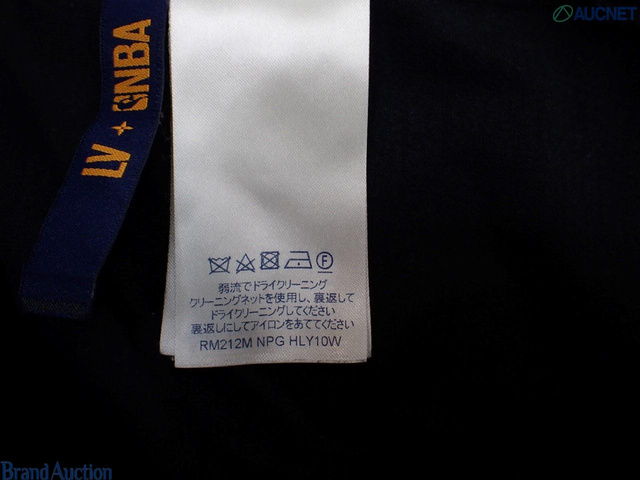 AUCNET
LV NBA
F
弱流でドライクリーニング
クリーニングネットを使用し、裏返して
ドライクリーニングしてください
裏返しにしてアイロンをあててください
RM212M NPG HLY10W
Brand Auction